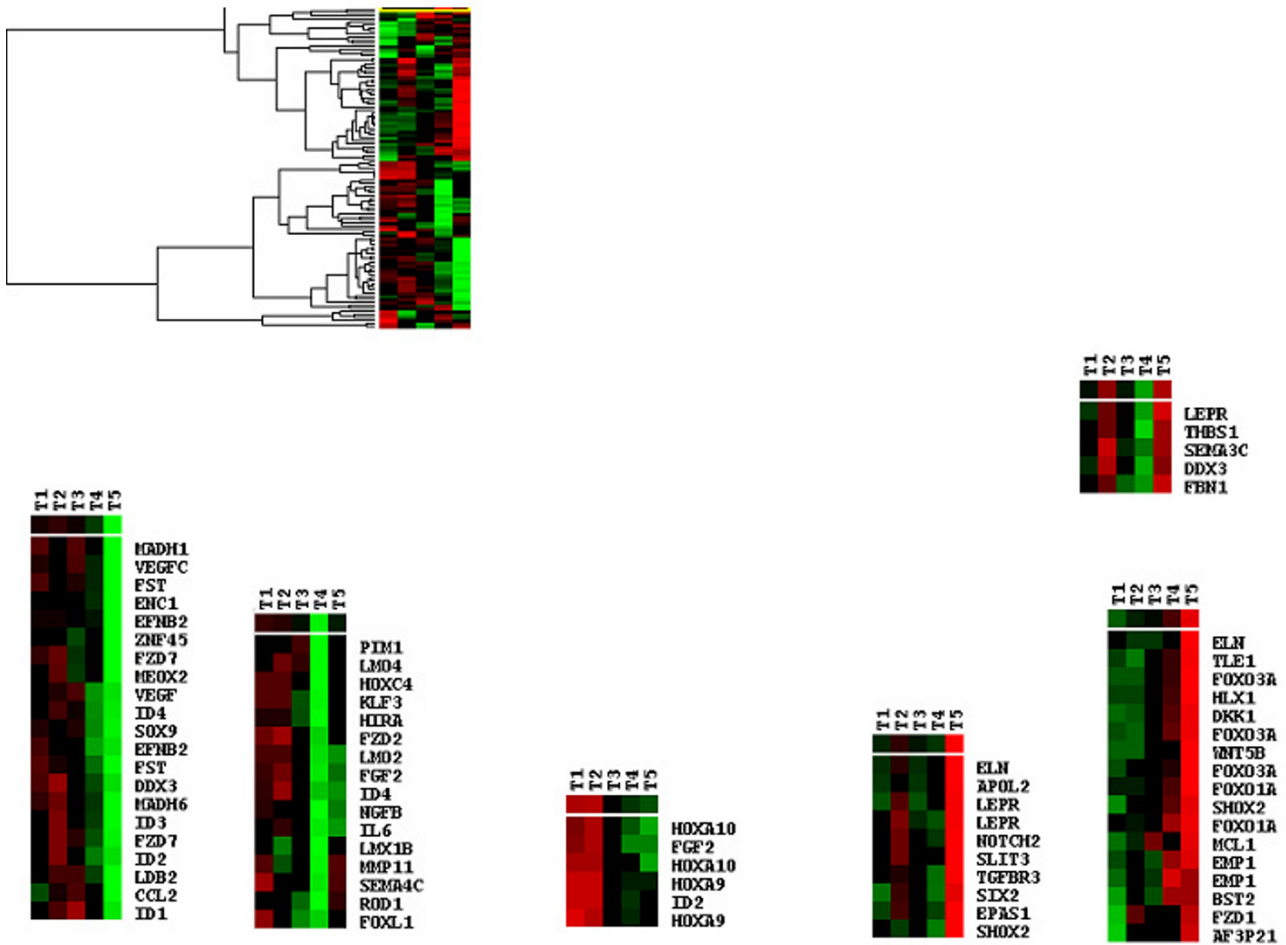 T1 T2 T3 T4 T5
LEPR
THBS1
SEMA3C
DDX3
FBN1
T1 T2 T3 T4 T5
MADH1
VEGFC
FST
ENC1
EFNB2
ZNF45
FZD7
MEOX2
VEGF
ID4
SOX9
EFNB2
FST
DDX3
MADH6
ID3
FZD7
ID2
LDB2
CCL2
ID1
T1 T2 T3 T4 T5
PIM1
LMO4
HOXC4
KLF3
HIRA
FZD2
LMO2
FGF2
ID4
NGFB
IL6
LMX1B
MMP11
SEMA4C
ROD1
FOXL1
T1 T2 T3 T4 T5
HOXA10
FGF2
HOXA10
HOXA9
ID2
HOXA9
T1 T2 T3 T4 T5
ELN
APOL2
LEPR
LEPR
NOTCH2
SLIT3
TGFBR3
SIX2
EPAS1
SHOX2
T1 T2 T3 T4 T5
ELN
TLE1
FOXO3A
HLX1
DKK1
FOXO3A
WNT5B
FOXO3A
FOXO1A
SHOX2
FOXO1A
MCL1
EMP1
EMP1
BST2
FZD1
AF3P21